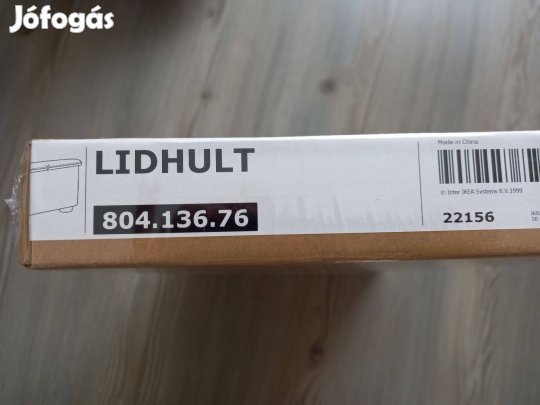 Jófogás
LIDHULT
804.136.76
Made in China
© Inter IKEA Systems B.V.1999
22156